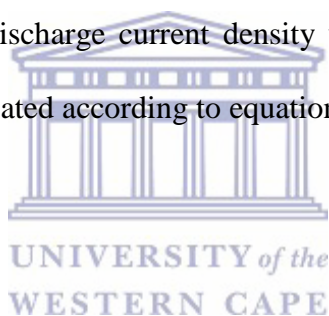 ischarge current density
ated according to equation
UNIVERSITY of the
WESTERN CAPE